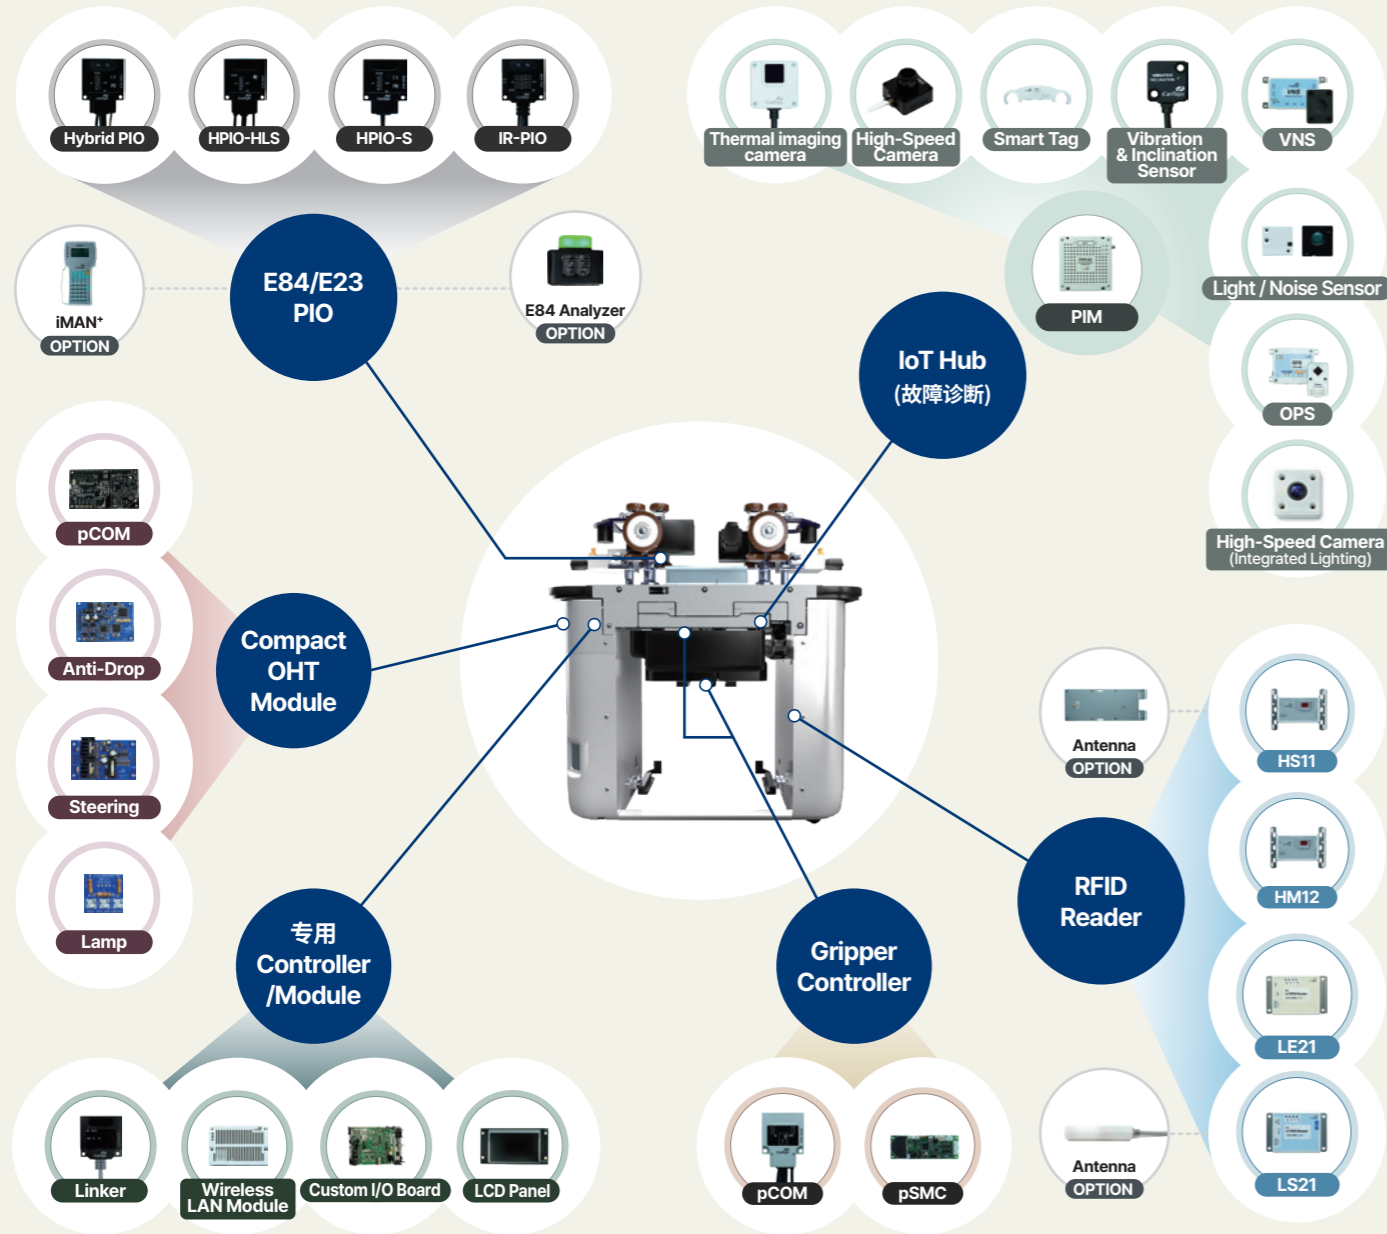 Hybrid PIO
HPIO-HLS
HPIO-S
IR-PIO
iMAN⁺
OPTION
E84/E23
PIO
E84 Analyzer
OPTION
Thermal imaging
camera
High-Speed
Camera
Smart Tag
Vibration
& Inclination
Sensor
VNS
Light / Noise Sensor
OPS
High-Speed Camera
(Integrated Lighting)
PIM
IoT Hub
(故障诊断)
pCOM
Anti-Drop
Steering
Lamp
Compact
OHT
Module
专用
Controller
/Module
Linker
Wireless
LAN Module
Custom I/O Board
LCD Panel
Gripper
Controller
pCOM
pSMC
RFID
Reader
Antenna
OPTION
HS11
HM12
LE21
LS21
Antenna
OPTION